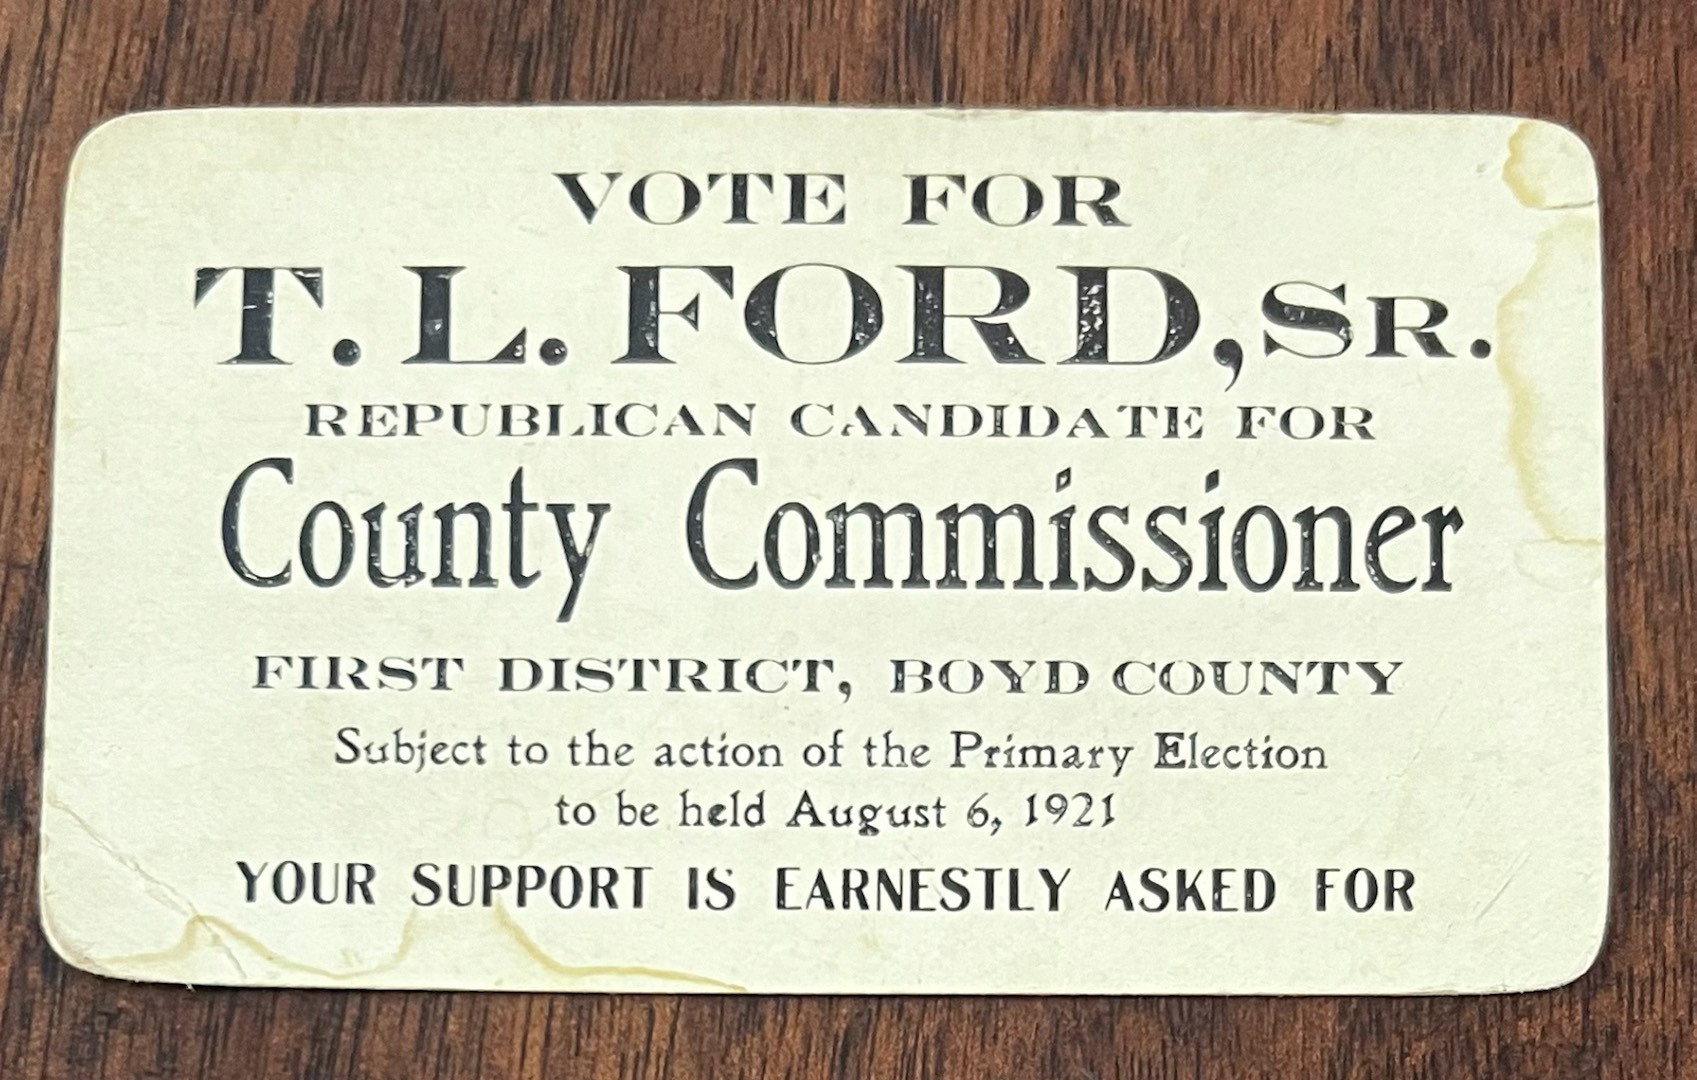 VOTE FOR
T. L. FORD, SR.
REPUBLICAN CANDIDATE FOR
County Commissioner
FIRST DISTRICT, BOYD COUNTY
Subject to the action of the Primary Election
to be held August 6, 1921
YOUR SUPPORT IS EARNESTLY ASKED FOR